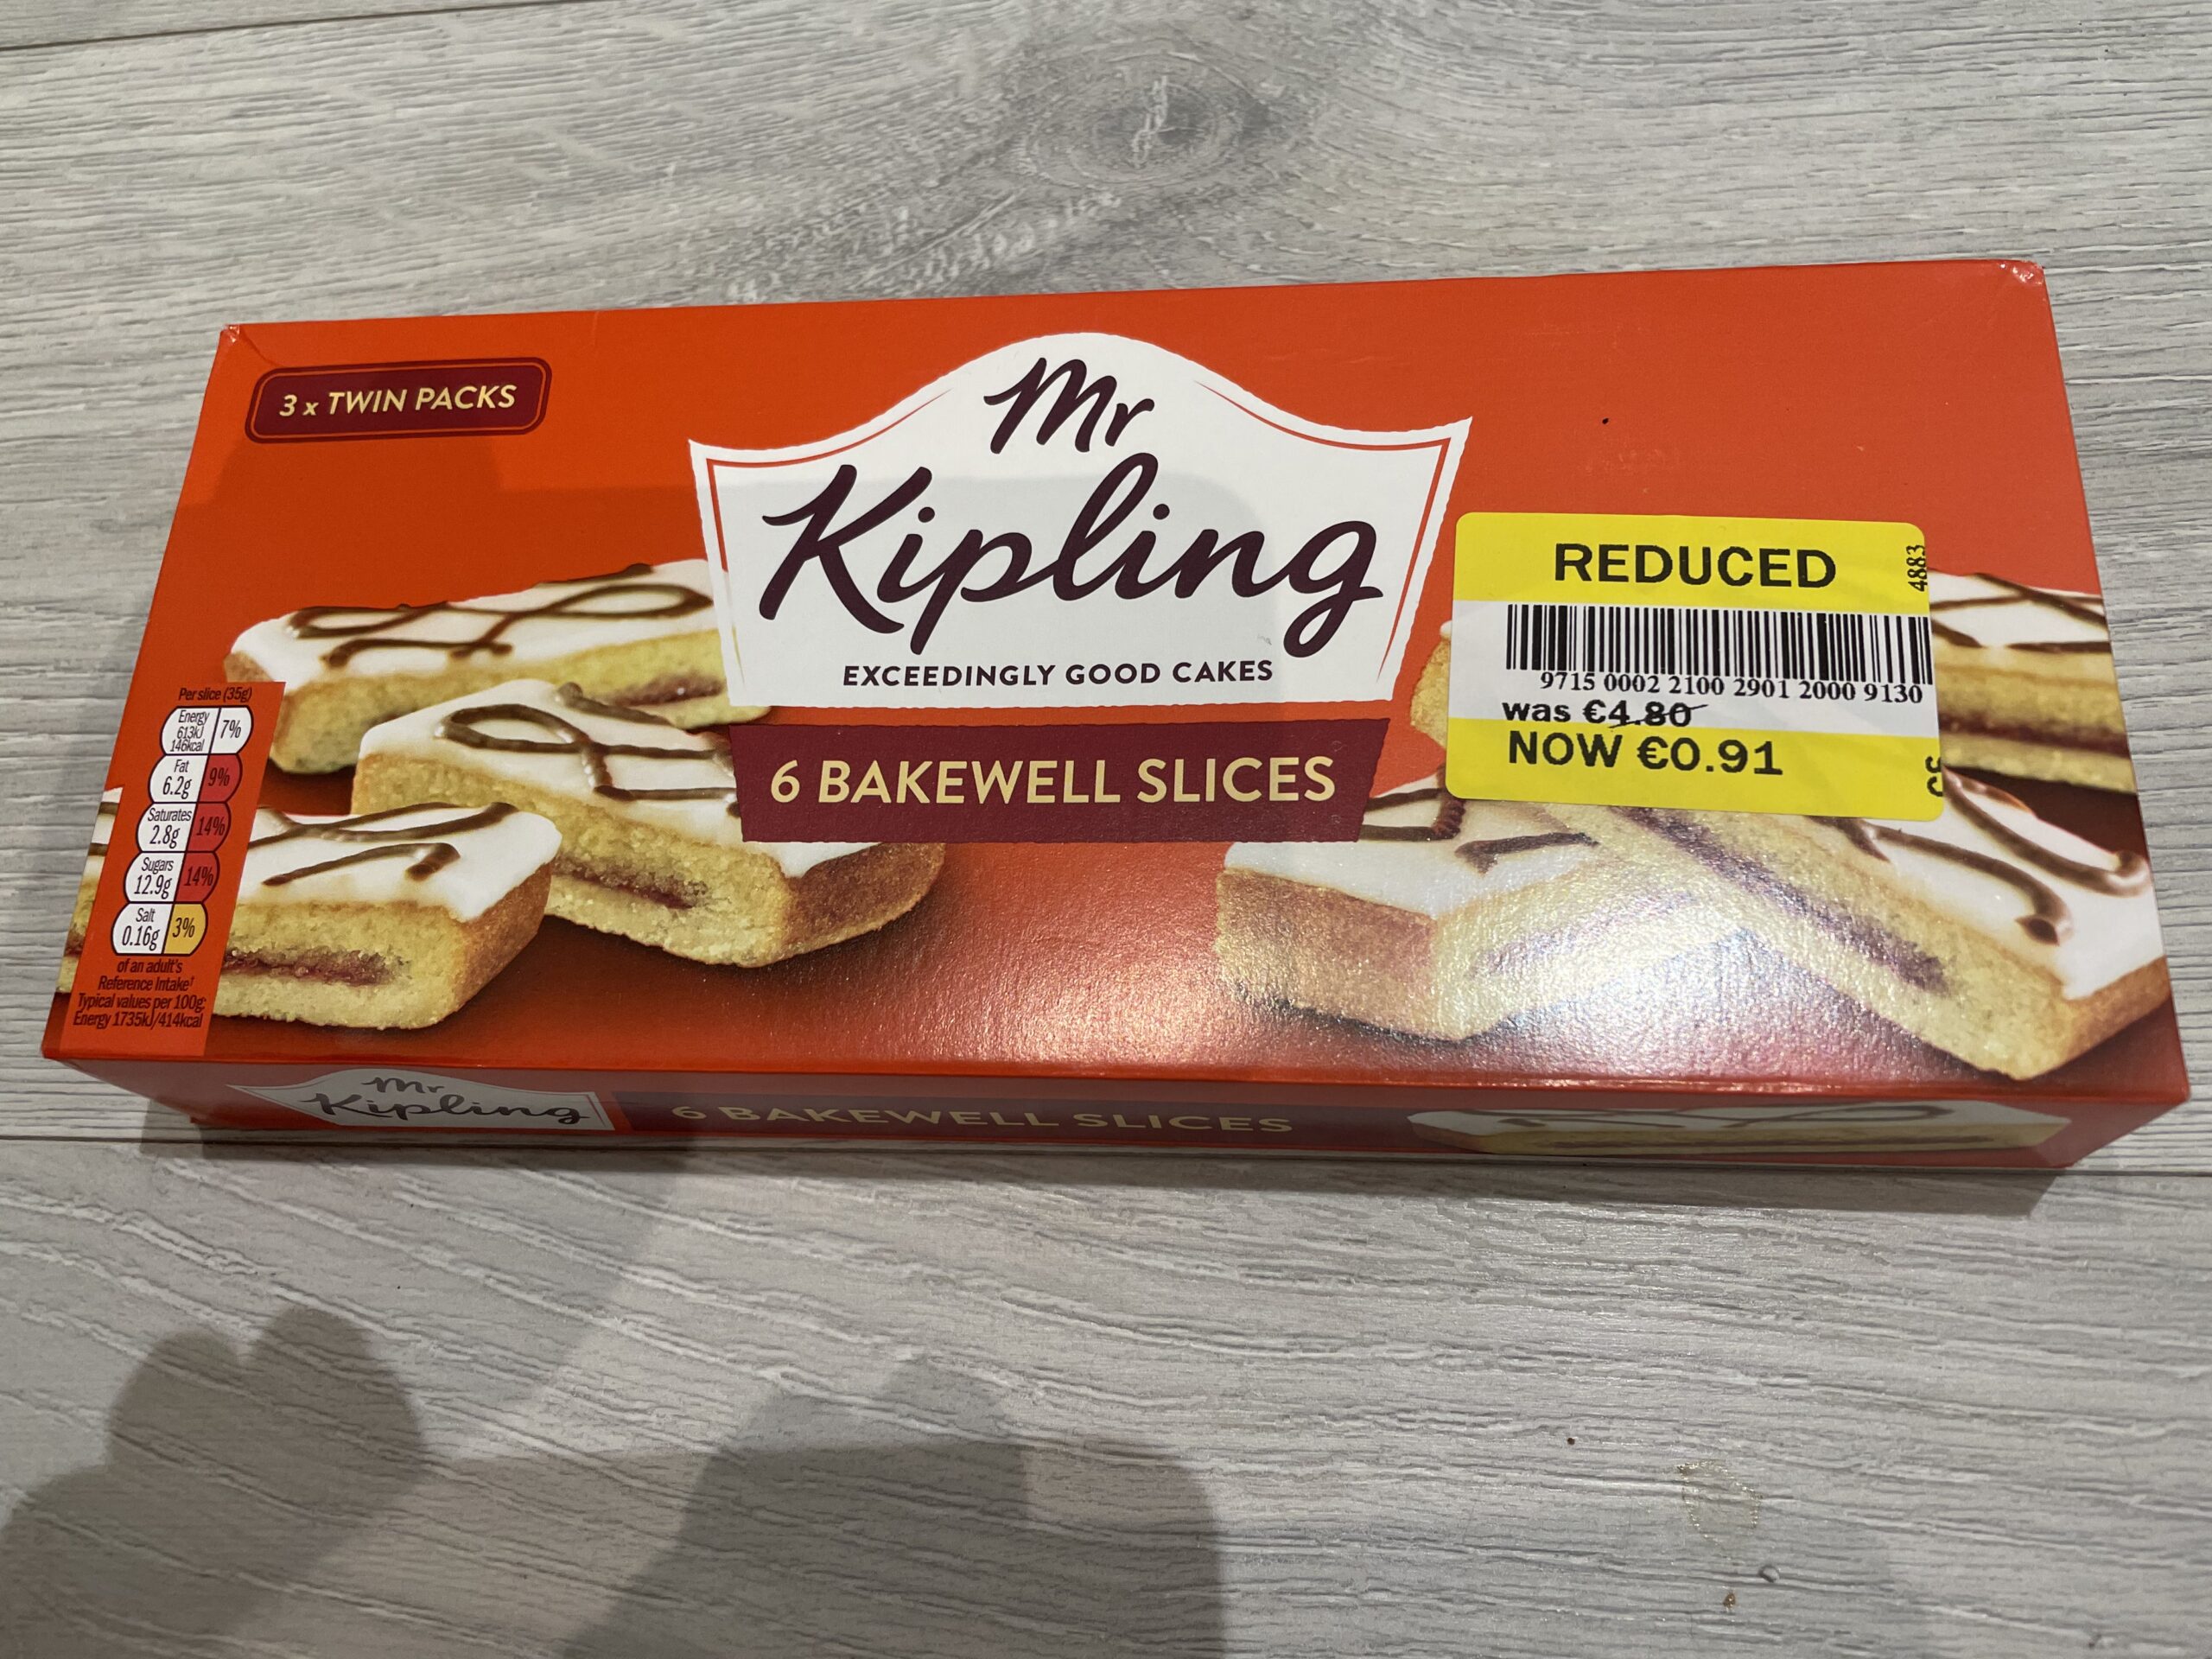 3 x TWIN PACKS
Mr
Kipling
EXCEEDINGLY GOOD CAKES
6 BAKEWELL SLICES
REDUCED
4883
9715 0002 2100 2901 2000 9130
was €4.80
NOW €0.91
Per slice (35g)
Energy
613kJ
146kcal
7%
Fat
6.2g
9%
Saturates
2.8g
14%
Sugars
12.9g
14%
Salt
0.16g
3%
of an adult's
Reference Intake†
Typical values per 100g:
Energy 1735kJ/414kcal
Mr
Kipling
6 BAKEWELL SLICES